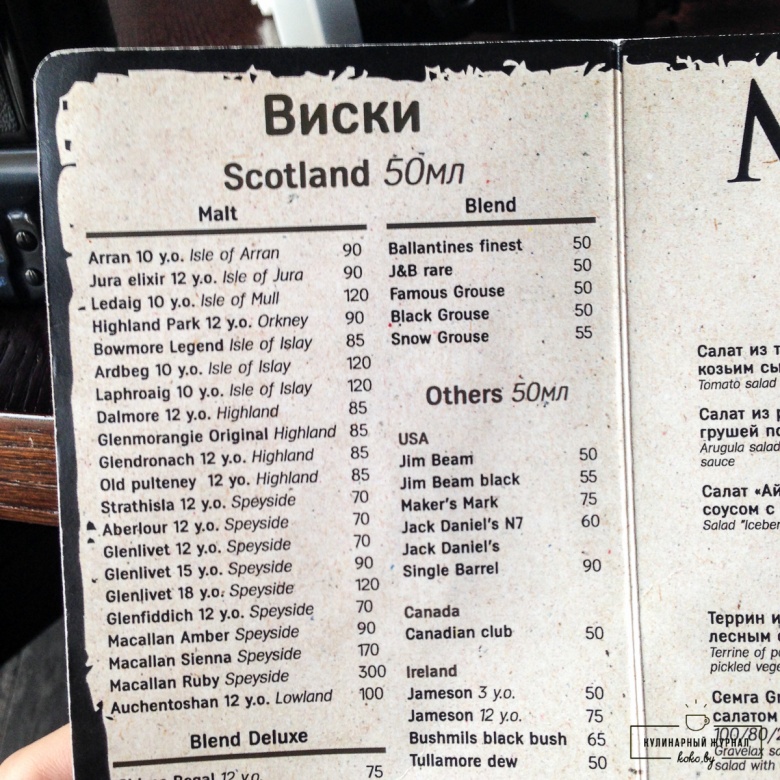 Виски
Scotland 50мл
Malt
Arran 10 y.o. Isle of Arran 90
Jura elixir 12 y.o. Isle of Jura 90
Ledaig 10 y.o. Isle of Mull 120
Highland Park 12 y.o. Orkney 90
Bowmore Legend Isle of Islay 85
Ardbeg 10 y.o. Isle of Islay 120
Laphroaig 10 y.o. Isle of Islay 120
Dalmore 12 y.o. Highland 85
Glenmorangie Original Highland 85
Glendronach 12 y.o. Highland 85
Old pulteney 12 yo. Highland 85
Strathisla 12 y.o. Speyside 70
Aberlour 12 y.o. Speyside 70
Glenlivet 12 y.o. Speyside 70
Glenlivet 15 y.o. Speyside 90
Glenlivet 18 y.o. Speyside 120
Glenfiddich 12 y.o. Speyside 70
Macallan Amber Speyside 90
Macallan Sienna Speyside 170
Macallan Ruby Speyside 300
Auchentoshan 12 y.o. Lowland 100
Blend Deluxe
Regal 12 y.o. 75
Blend
Ballantines finest 50
J&B rare 50
Famous Grouse 50
Black Grouse 50
Snow Grouse 55
Others 50мл
USA
Jim Beam 50
Jim Beam black 55
Maker's Mark 75
Jack Daniel's N7 60
Jack Daniel's
Single Barrel 90
Canada
Canadian club 50
Ireland
Jameson 3 y.o. 50
Jameson 12 y.o. 75
Bushmils black bush 65
Tullamore dew 50
Салат из
козьим
Tomato salad
Салат из
грушей
Arugula salad
sauce
Салат
соусом с
Salad
Террин
лесным
Terrine of
pickled
Семга
салатом
100/80/
Gravelax
salad with
КУЛИНАРНЫЙ ЖУРНАЛ
koko.by